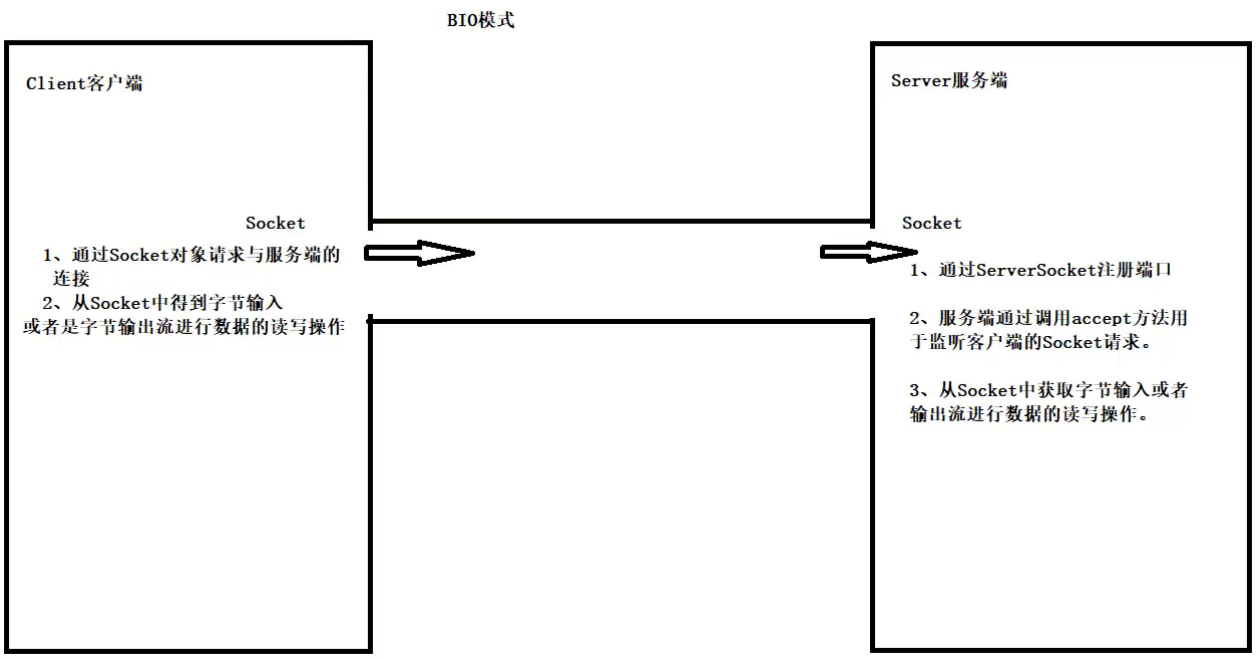 BIO模式
Client客户端
Socket
1、通过Socket对象请求与服务端的
连接
2、从Socket中得到字节输入
或者是字节输出流进行数据的读写操作
Server服务端
Socket
1、通过ServerSocket注册端口
2、服务端通过调用accept方法用
于监听客户端的Socket请求。
3、从Socket中获取字节输入或者
输出流进行数据的读写操作。